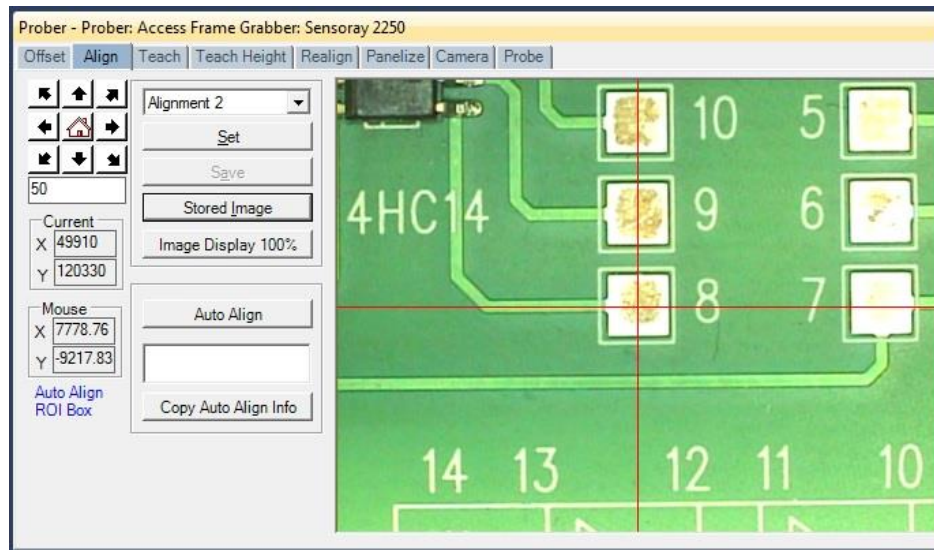 Prober - Prober: Access Frame Grabber: Sensoray 2250
Offset Align Teach Teach Height Realign Panelize Camera Probe
Alignment 2
Set
Save
Stored Image
Image Display 100%
50
Current
X 49910
Y 120330
Mouse
X 7778.76
Y -9217.83
Auto Align
ROI Box
Auto Align
Copy Auto Align Info
10 5
4HC14 9 6
8 7
14 13 12 11 10